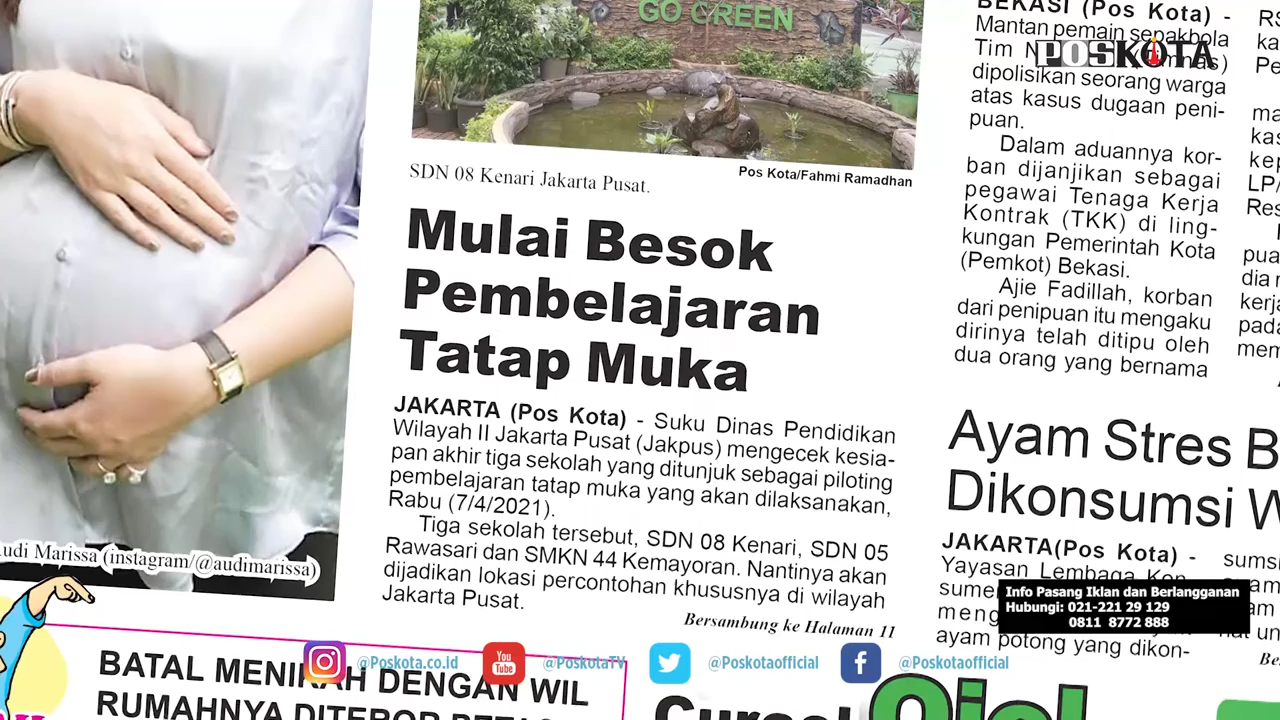 GO GREEN
SDN 08 Kenari Jakarta Pusat.
Pos Kota/Fahmi Ramadhan
Mulai Besok
Pembelajaran
Tatap Muka
JAKARTA (Pos Kota) - Suku Dinas Pendidikan
Wilayah II Jakarta Pusat (Jakpus) mengecek kesia-
pan akhir tiga sekolah yang ditunjuk sebagai piloting
pembelajaran tatap muka yang akan dilaksanakan,
Rabu (7/4/2021).
Tiga sekolah tersebut, SDN 08 Kenari, SDN 05
Rawasari dan SMKN 44 Kemayoran. Nantinya akan
dijadikan lokasi percontohan khususnya di wilayah
Jakarta Pusat.
Bersambung ke Halaman 11
Audi Marissa (instagram/@audimarissa)
BATAL MENIKAH DENGAN WIL
RUMAHNYA DITEROR
BEKASI (Pos Kota) -
Mantan pemain sepakbola
Tim
dipolisikan seorang warga
atas kasus dugaan peni-
puan.
Dalam aduannya kor-
ban dijanjikan sebagai
pegawai Tenaga Kerja
Kontrak (TKK) di ling-
kungan Pemerintah Kota
(Pemkot) Bekasi.
Ajie Fadillah, korban
dari penipuan itu mengaku
dirinya telah ditipu oleh
dua orang yang bernama
POSKOTA
Ayam Stres B
Dikonsumsi W
JAKARTA(Pos Kota) -
Yayasan Lembaga Kon-
ayam potong yang dikon-
Info Pasang Iklan dan Berlangganan
Hubungi: 021-221 29 129
0811 8772 888
@Poskota.co.id
You Tube
@PoskotaTV
@Poskotaofficial
@Poskotaofficial